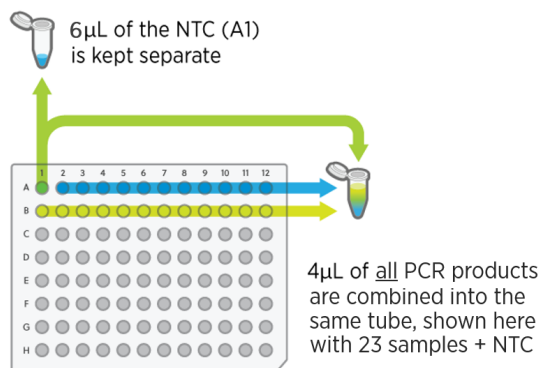 6µL of the NTC (A1)
is kept separate
1 2 3 4 5 6 7 8 9 10 11 12
A
B
C
D
E
F
G
H
4µL of all PCR products
are combined into the
same tube, shown here
with 23 samples + NTC